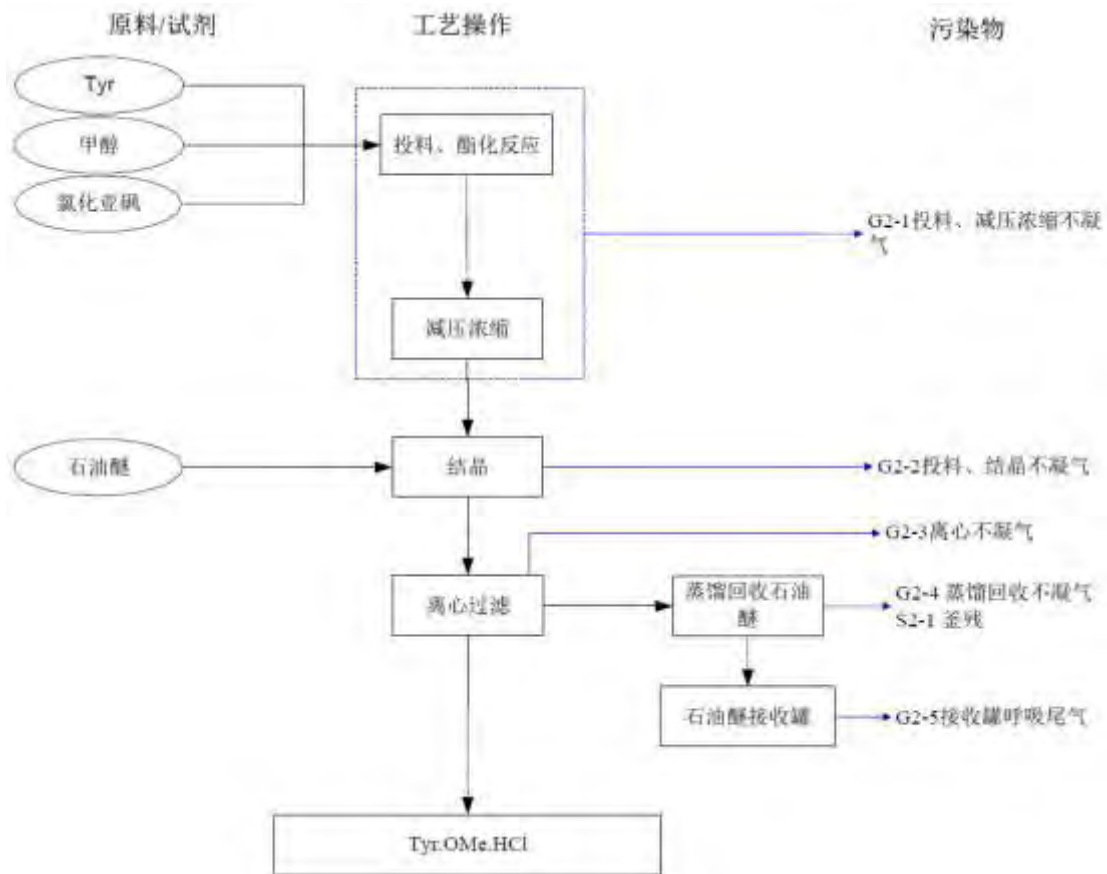 原料/试剂
工艺操作
污染物
Tyr
甲醇
投料、酯化反应
氯化亚砜
G2-1投料、减压浓缩不凝
气
减压浓缩
石油醚
结晶
G2-2投料、结晶不凝气
G2-3离心不凝气
离心过滤
蒸馏回收石油
醚
G2-4 蒸馏回收不凝气
S2-1 釜残
石油醚接收罐
G2-5接收罐呼吸尾气
Tyr.OMe.HCl